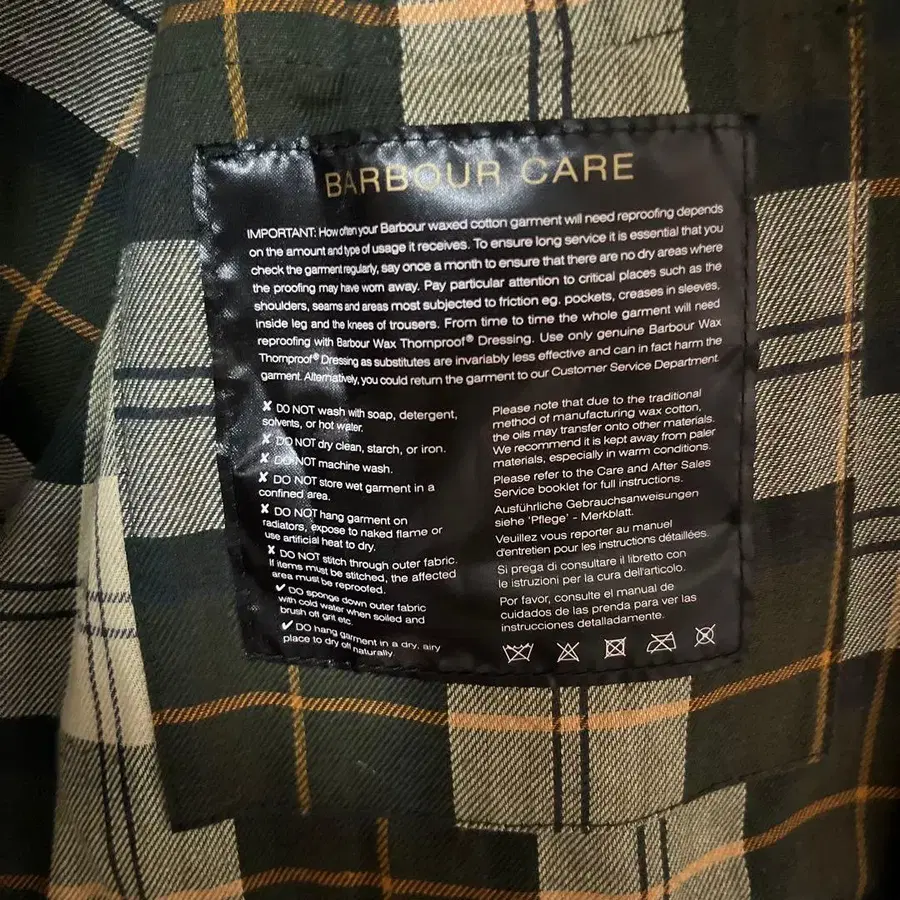 BARBOUR CARE
IMPORTANT: How often your Barbour waxed cotton garment will need reproofing depends
on the amount and type of usage it receives. To ensure long service it is essential that you
check the garment regularly, say once a month to ensure that there are no dry areas where
the proofing may have worn away. Pay particular attention to critical places such as the
shoulders, seams and areas most subjected to friction eg. pockets, creases in sleeves,
inside leg and the knees of trousers. From time to time the whole garment will need
reproofing with Barbour Wax Thornproof® Dressing. Use only genuine Barbour Wax
Thornproof® Dressing as substitutes are invariably less effective and can in fact harm the
garment. Alternatively, you could return the garment to our Customer Service Department.
✘ DO NOT wash with soap, detergent,
solvents, or hot water.
✘ DO NOT dry clean, starch, or iron.
✘ DO NOT machine wash.
✘ DO NOT store wet garment in a
confined area.
✘ DO NOT hang garment on
radiators, expose to naked flame or
use artificial heat to dry.
✘ DO NOT stitch through outer fabric.
If items must be stitched, the affected
area must be reproofed.
✔ DO sponge down outer fabric
with cold water when soiled and
brush off grit etc.
✔ DO hang garment in a dry, airy
place to dry off naturally.
Please note that due to the traditional
method of manufacturing wax cotton,
the oils may transfer onto other materials.
We recommend it is kept away from paler
materials, especially in warm conditions.
Please refer to the Care and After Sales
Service booklet for full instructions.
Ausführliche Gebrauchsanweisungen
siehe 'Pflege' - Merkblatt.
Veuillez vous reporter au manuel
d'entretien pour les instructions détaillées.
Si prega di consultare il libretto con
le istruzioni per la cura dell'articolo.
Por favor, consulte el manual de
cuidados de las prenda para ver las
instrucciones detalladamente.